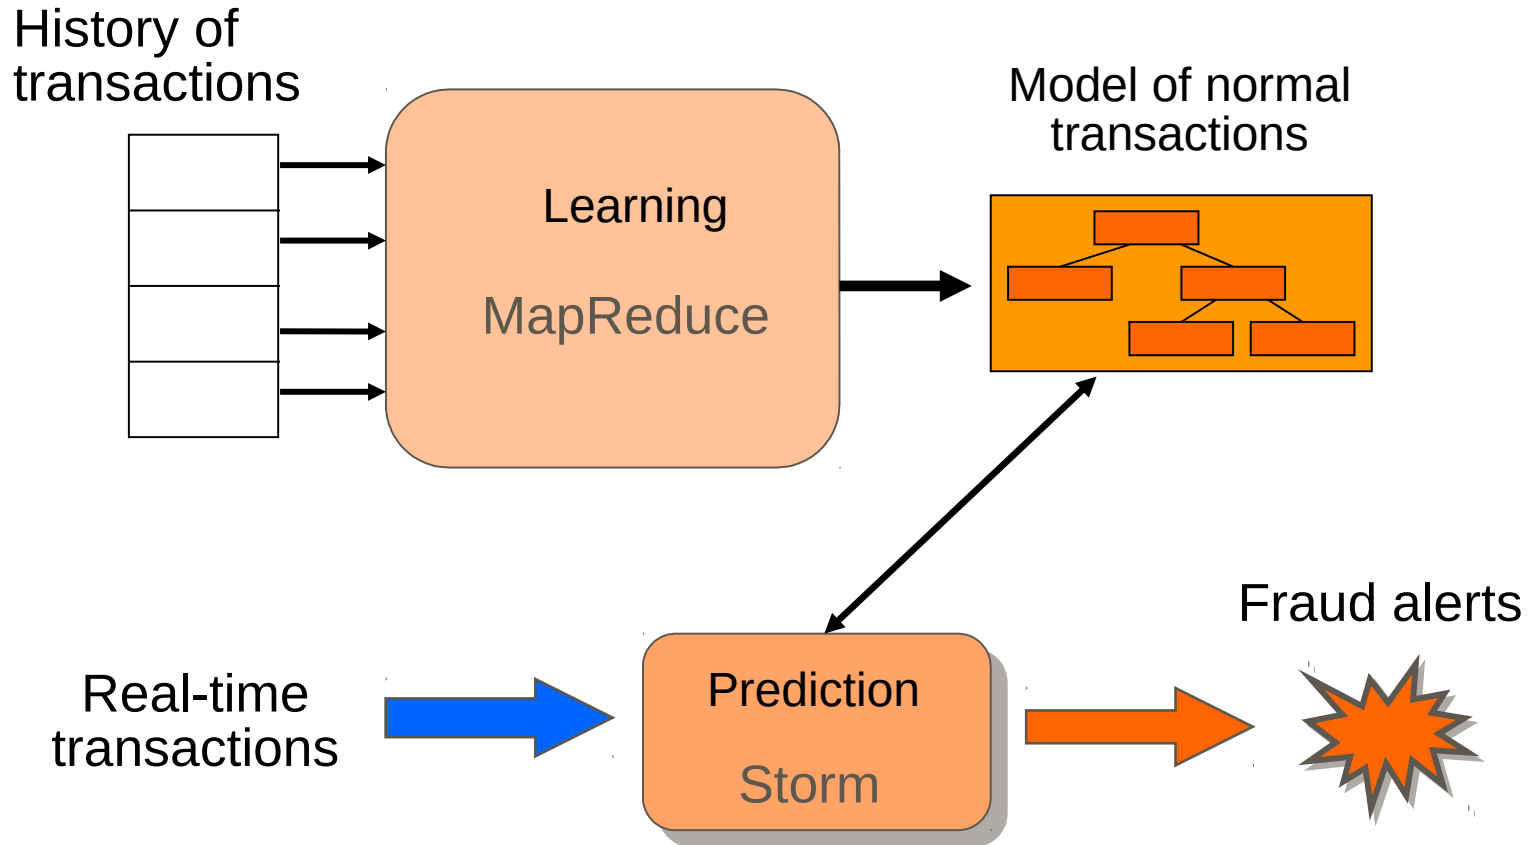 History of
transactions
Model of normal
transactions
Learning
MapReduce
Fraud alerts
Real-time
transactions
Prediction
Storm